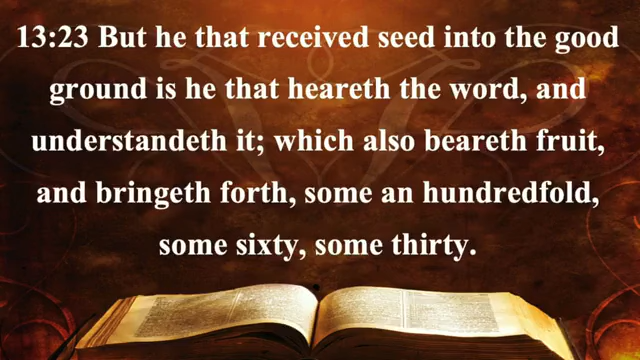 13:23 But he that received seed into the good
ground is he that heareth the word, and
understandeth it; which also beareth fruit,
and bringeth forth, some an hundredfold,
some sixty, some thirty.